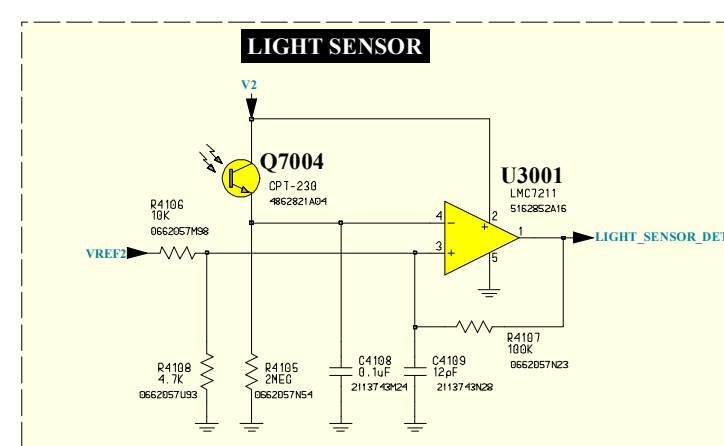 LIGHT SENSOR
V2
Q7004
CPT-230
4862821A04
U3001
LMC7211
5162852A16
R4106
10K
0662057M98
4
2
1
3
5
VREF2
LIGHT_SENSOR_DET
R4107
100K
0662057N23
R4108
4.7K
0662057U93
R4105
2MEG
0662057N54
C4108
0.1uF
2113743M24
C4109
12pF
2113743N28